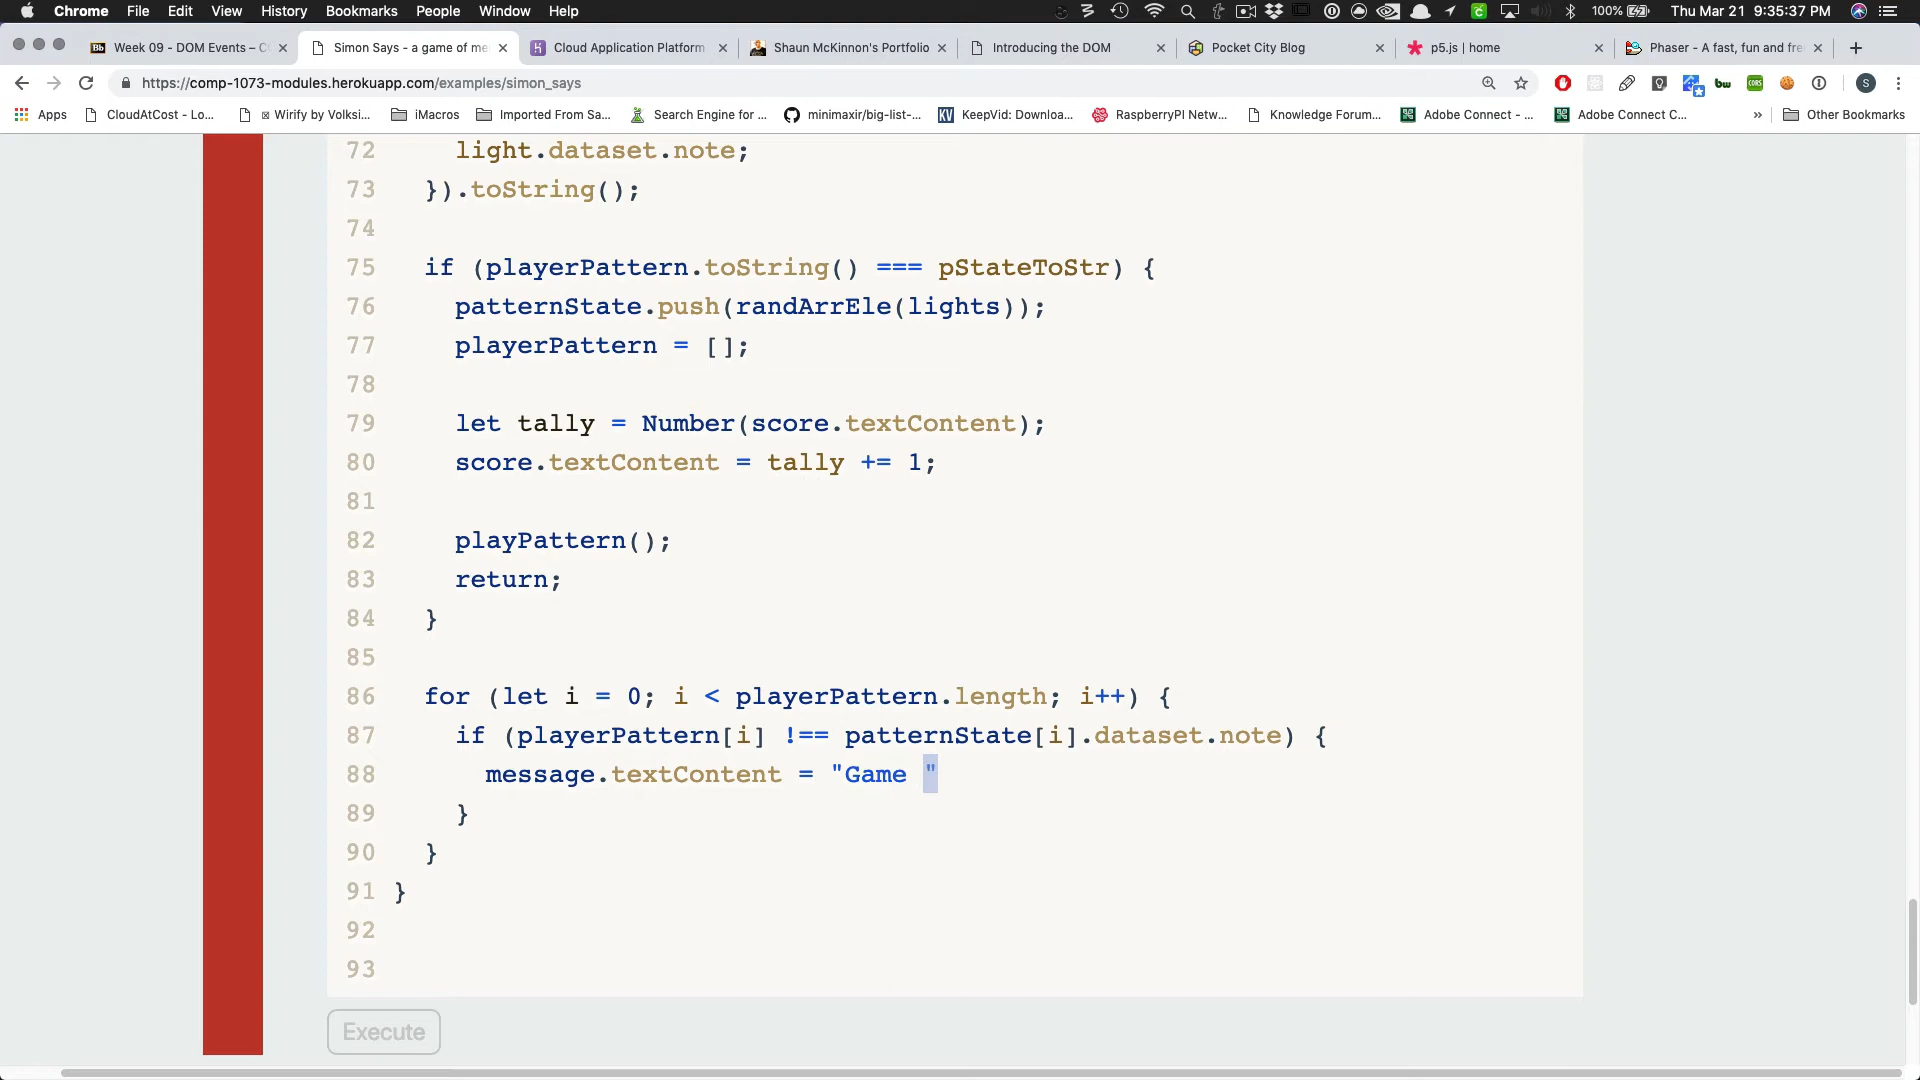 Chrome File Edit View History Bookmarks People Window Help 100% Thu Mar 21 9:35:37 PM
Bb Week 09 - DOM Events – C Simon Says - a game of me Cloud Application Platform Shaun McKinnon's Portfolio Introducing the DOM Pocket City Blog p5.js | home Phaser - A fast, fun and fre
https://comp-1073-modules.herokuapp.com/examples/simon_says
Apps CloudAtCost - Lo... Wirify by Volksi... iMacros Imported From Sa... Search Engine for ... minimaxir/big-list-... KeepVid: Downloa... RaspberryPI Netw... Knowledge Forum... Adobe Connect - ... Adobe Connect C... » Other Bookmarks
72 light.dataset.note;
73 }).toString();
74
75 if (playerPattern.toString() === pStateToStr) {
76 patternState.push(randArrEle(lights));
77 playerPattern = [];
78
79 let tally = Number(score.textContent);
80 score.textContent = tally += 1;
81
82 playPattern();
83 return;
84 }
85
86 for (let i = 0; i < playerPattern.length; i++) {
87 if (playerPattern[i] !== patternState[i].dataset.note) {
88 message.textContent = "Game "
89 }
90 }
91 }
92
93
Execute